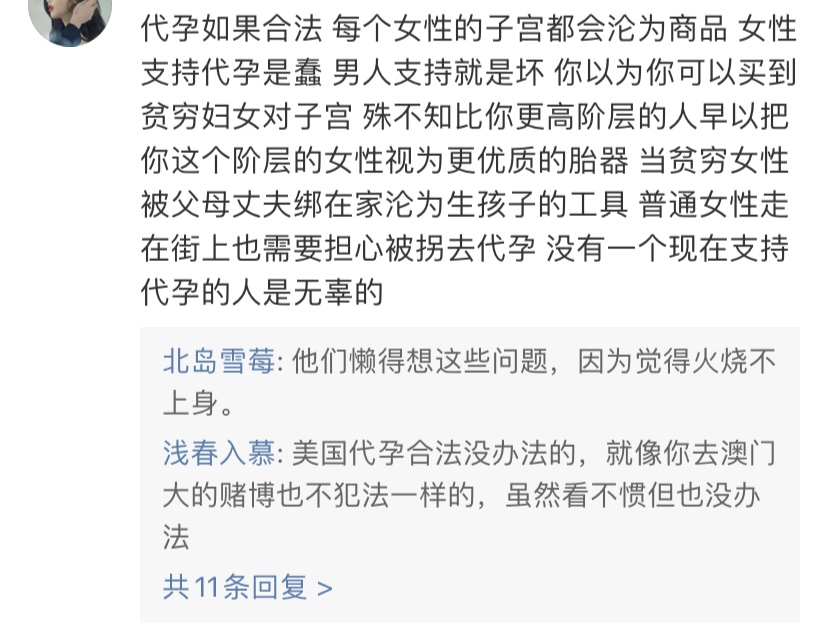 代孕如果合法 每个女性的子宫都会沦为商品 女性
支持代孕是蠢 男人支持就是坏 你以为你可以买到
贫穷妇女对子宫 殊不知比你更高阶层的人早以把
你这个阶层的女性视为更优质的胎器 当贫穷女性
被父母丈夫绑在家沦为生孩子的工具 普通女性走
在街上也需要担心被拐去代孕 没有一个现在支持
代孕的人是无辜的
北岛雪莓: 他们懒得想这些问题，因为觉得火烧不
上身。
浅春入慕: 美国代孕合法没办法的，就像你去澳门
大的赌博也不犯法一样的，虽然看不惯但也没办
法
共11条回复 >